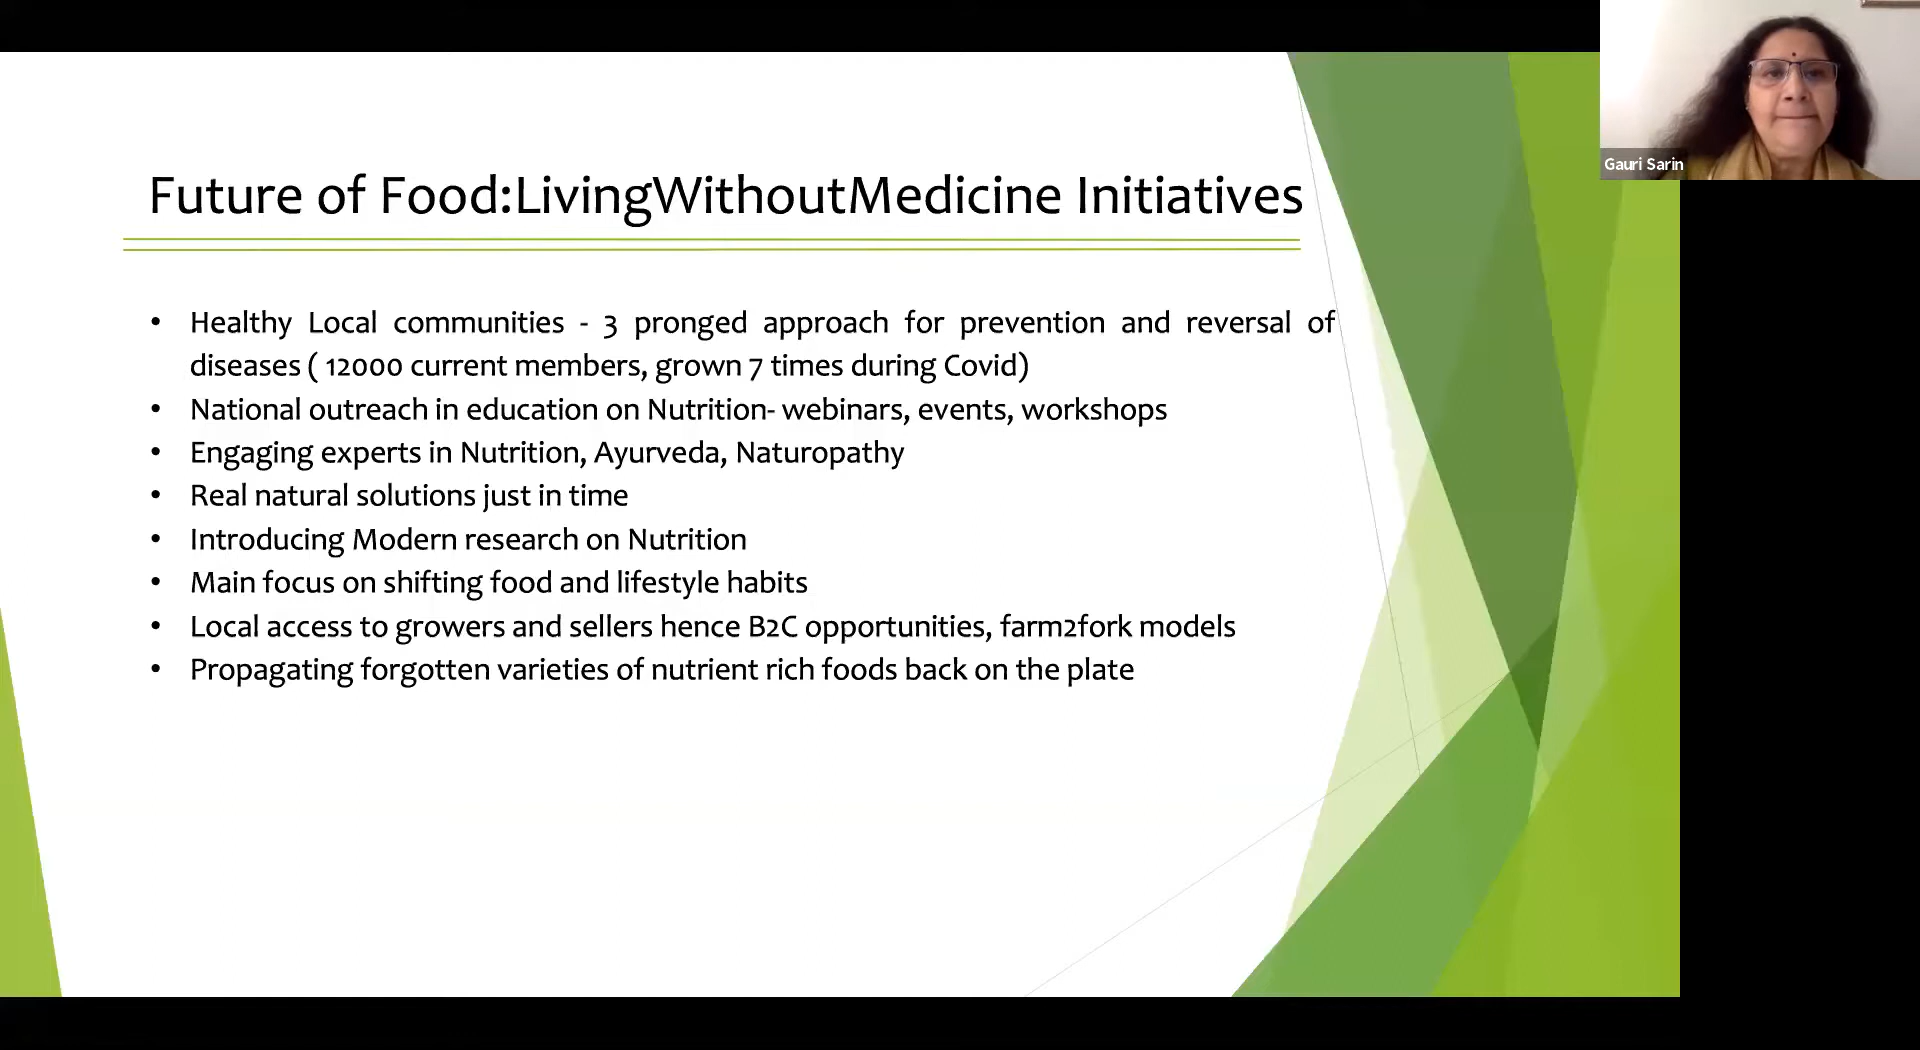 Gauri Sarin
Future of Food:LivingWithoutMedicine Initiatives
• Healthy Local communities - 3 pronged approach for prevention and reversal of
diseases ( 12000 current members, grown 7 times during Covid)
• National outreach in education on Nutrition- webinars, events, workshops
• Engaging experts in Nutrition, Ayurveda, Naturopathy
• Real natural solutions just in time
• Introducing Modern research on Nutrition
• Main focus on shifting food and lifestyle habits
• Local access to growers and sellers hence B2C opportunities, farm2fork models
• Propagating forgotten varieties of nutrient rich foods back on the plate